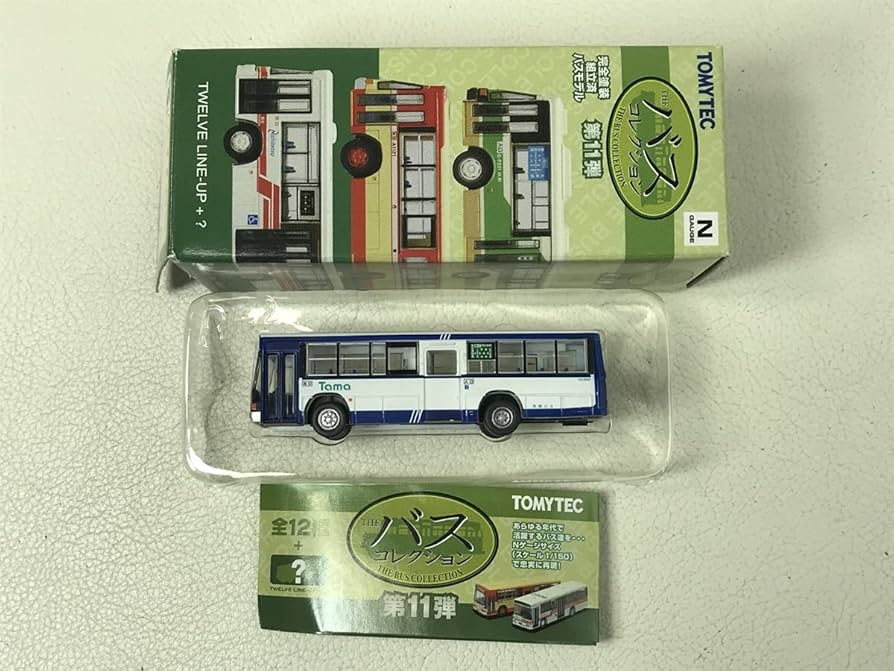 TOMYTEC
THE
バス
コレクション
THE BUS COLLECTION
第11弾
完全塗装
組立済
バスモデル
N
GAUGE
TWELVE LINE-UP + ?
Tama
TOMYTEC
全12種
+
?
THE
バス
コレクション
THE BUS COLLECTION
第11弾
あらゆる年代で
活躍するバス達を・・・
Nゲージサイズ
(スケール1/150)
で忠実に再現!